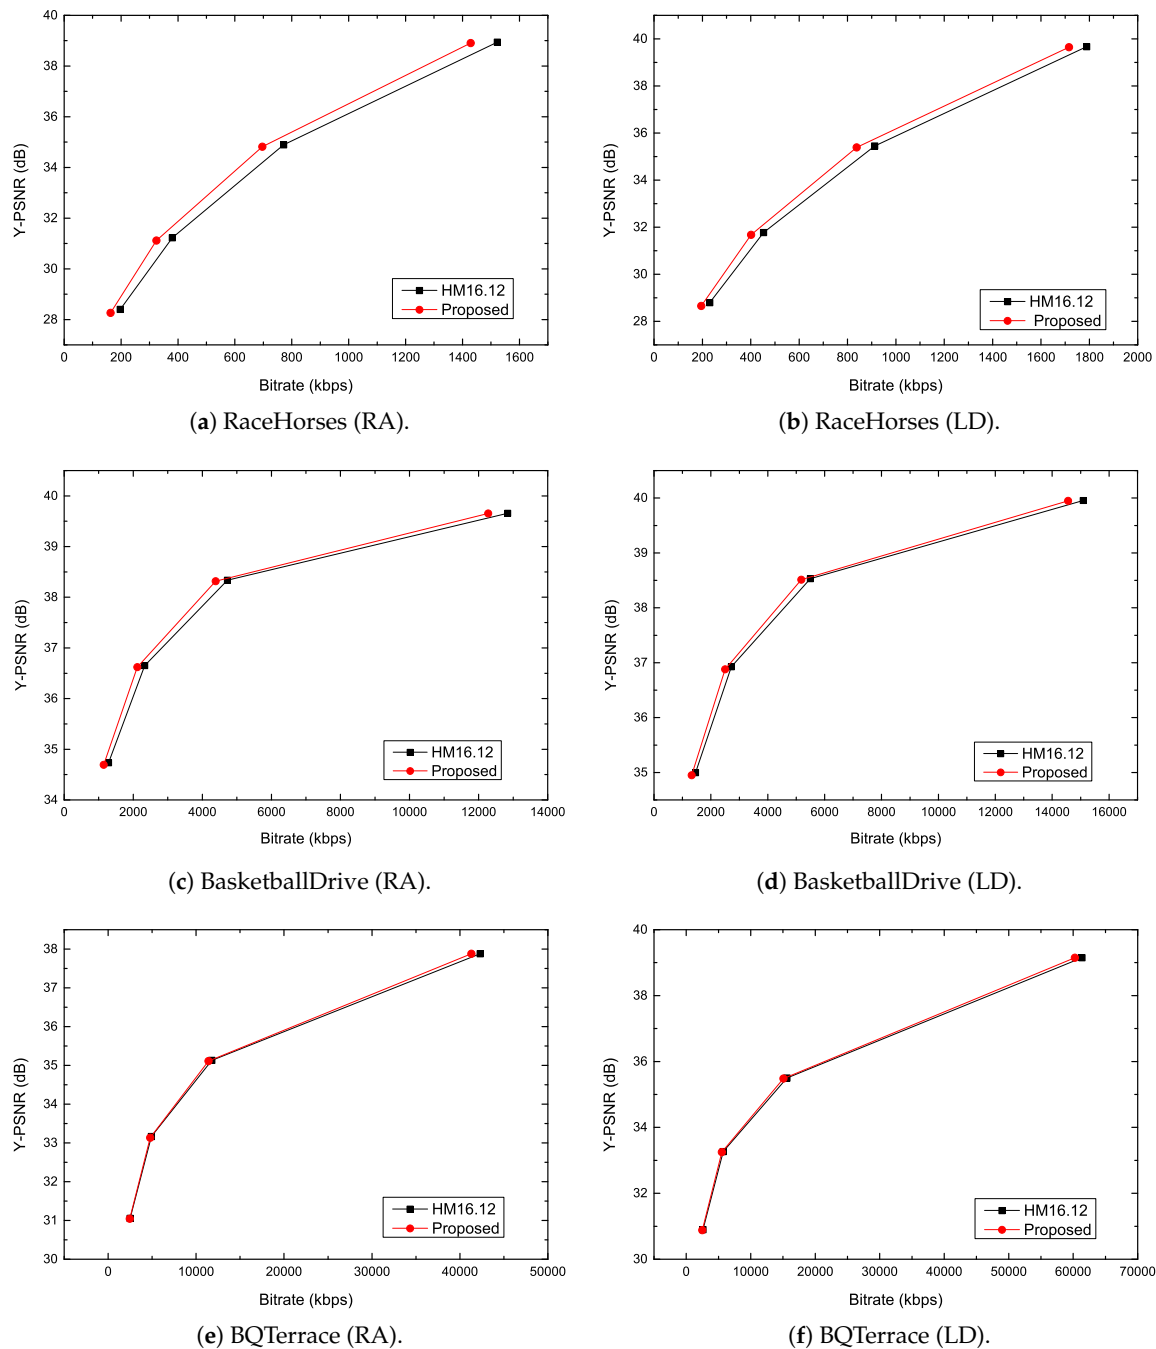 40
38
36
34
32
30
28
Y-PSNR (dB)
HM16.12
Proposed
0 200 400 600 800 1000 1200 1400 1600
Bitrate (kbps)
(a) RaceHorses (RA).
40
38
36
34
32
30
28
Y-PSNR (dB)
HM16.12
Proposed
0 200 400 600 800 1000 1200 1400 1600 1800 2000
Bitrate (kbps)
(b) RaceHorses (LD).
40
39
38
37
36
35
34
Y-PSNR (dB)
HM16.12
Proposed
0 2000 4000 6000 8000 10000 12000 14000
Bitrate (kbps)
(c) BasketballDrive (RA).
40
39
38
37
36
35
Y-PSNR (dB)
HM16.12
Proposed
0 2000 4000 6000 8000 10000 12000 14000 16000
Bitrate (kbps)
(d) BasketballDrive (LD).
38
37
36
35
34
33
32
31
30
Y-PSNR (dB)
HM16.12
Proposed
0 10000 20000 30000 40000 50000
Bitrate (kbps)
(e) BQTerrace (RA).
40
39
38
36
35
34
32
31
30
Y-PSNR (dB)
HM16.12
Proposed
0 10000 20000 30000 40000 50000 60000 70000
Bitrate (kbps)
(f) BQTerrace (LD).